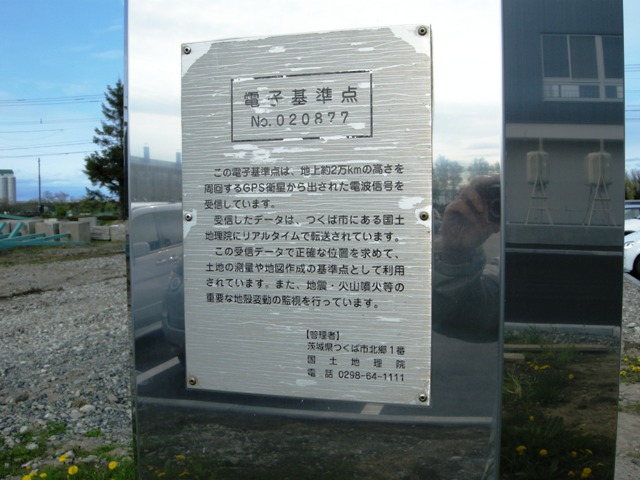 電子基準点
No.020877
この電子基準点は、地上約2万kmの高さを
周回するGPS衛星から出された電波信号を
受信しています。
受信したデータは、つくば市にある国土
地理院にリアルタイムで転送されています。
この受信データで正確な位置を求めて、
土地の測量や地図作成の基準点として利用
されています。また、地震・火山噴火等の
重要な地殻変動の監視を行っています。
【管理者】
茨城県つくば市北郷1番
国土地理院
電話 0298-64-1111